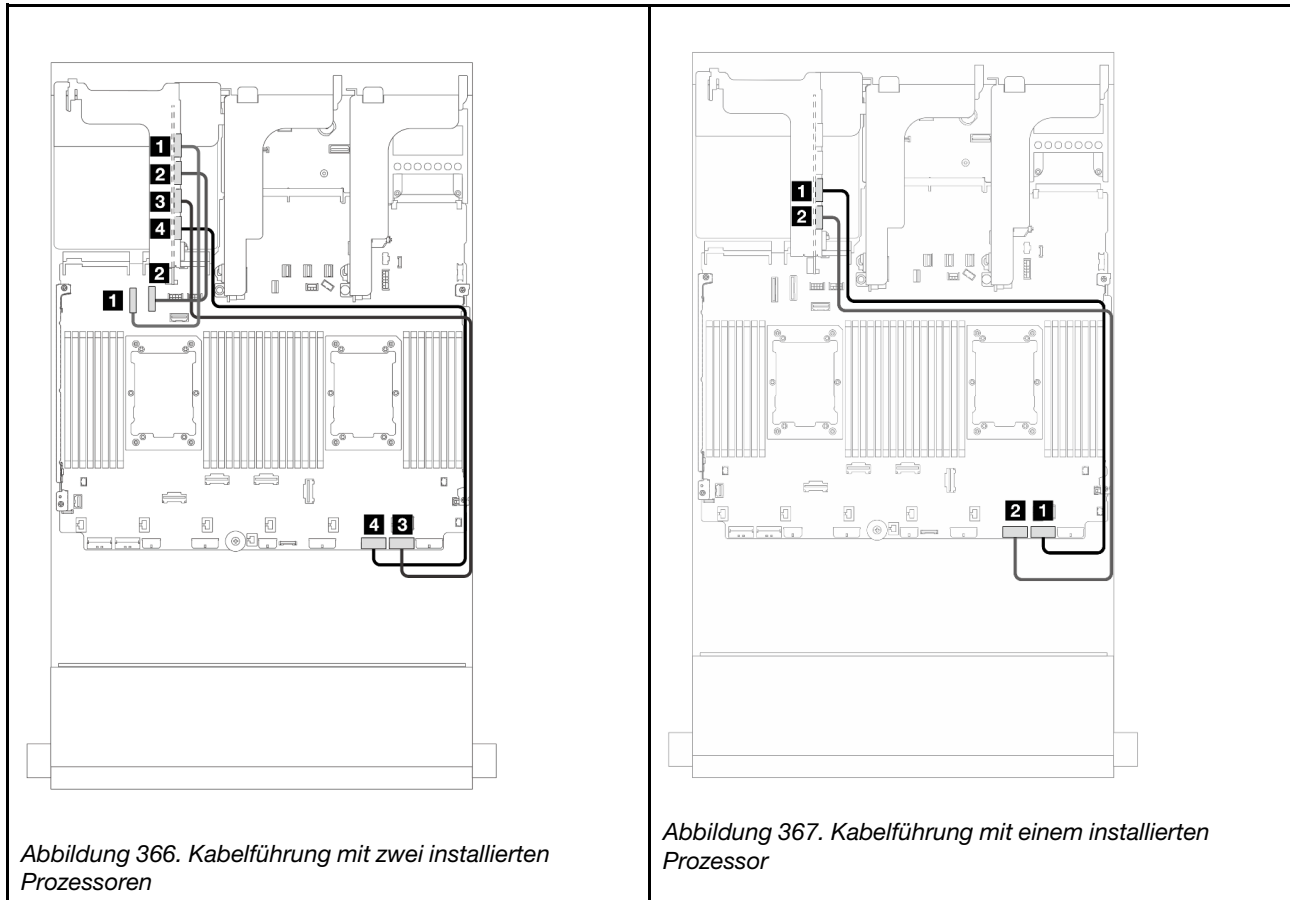 1
2
3
4
2
1
4 3
Abbildung 366. Kabelführung mit zwei installierten
Prozessoren
1
2
2 1
Abbildung 367. Kabelführung mit einem installierten
Prozessor